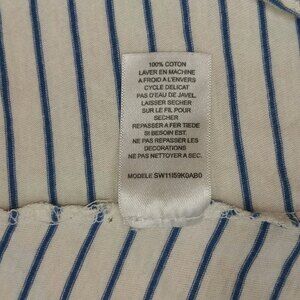 100% COTON
LAVER EN MACHINE
A FROID A L'ENVERS
CYCLE DELICAT
PAS D'EAU DE JAVEL.
LAISSER SECHER
SUR LE FIL POUR
SECHER
REPASSER A FER TIEDE
SI BESOIN EST.
NE PAS REPASSER LES
DECORATIONS
NE PAS NETTOYER A SEC.
MODELE SW11I59K0AB0